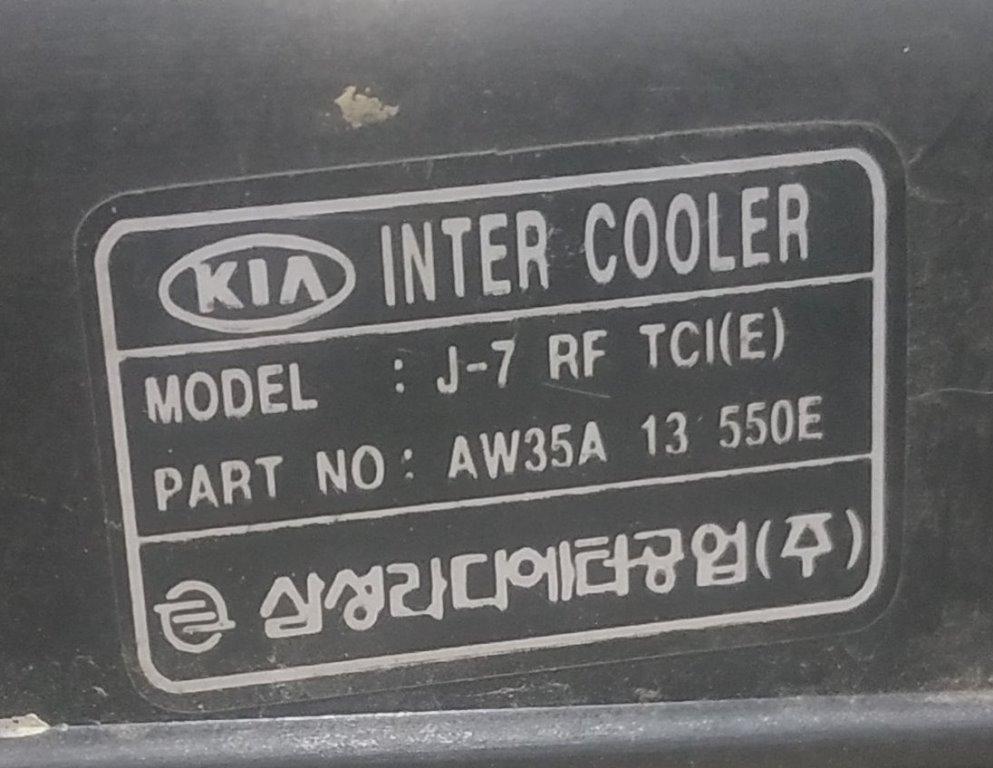 KIA INTER COOLER
MODEL : J-7 RF TCI(E)
PART NO : AW35A 13 550E
삼성라디에타공업(주)